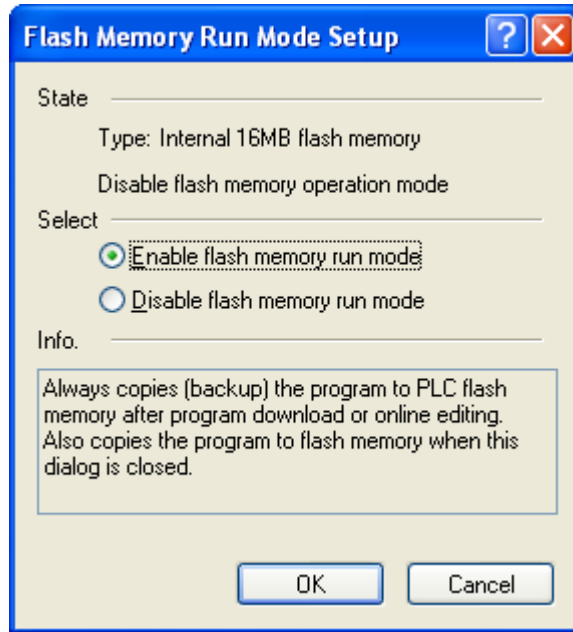 Flash Memory Run Mode Setup
State
Type: Internal 16MB flash memory
Disable flash memory operation mode
Select
Enable flash memory run mode
Disable flash memory run mode
Info.
Always copies (backup) the program to PLC flash
memory after program download or online editing.
Also copies the program to flash memory when this
dialog is closed.
OK Cancel